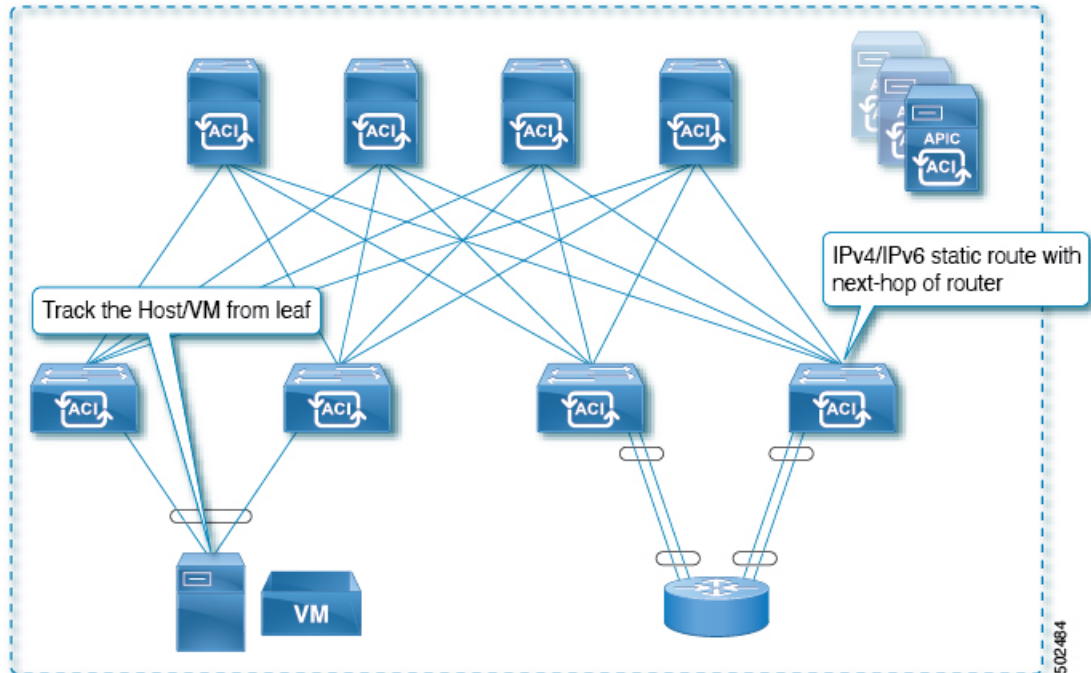 ACI
ACI
ACI
ACI
APIC
ACI
IPv4/IPv6 static route with
next-hop of router
Track the Host/VM from leaf
ACI
ACI
ACI
ACI
VM
502484